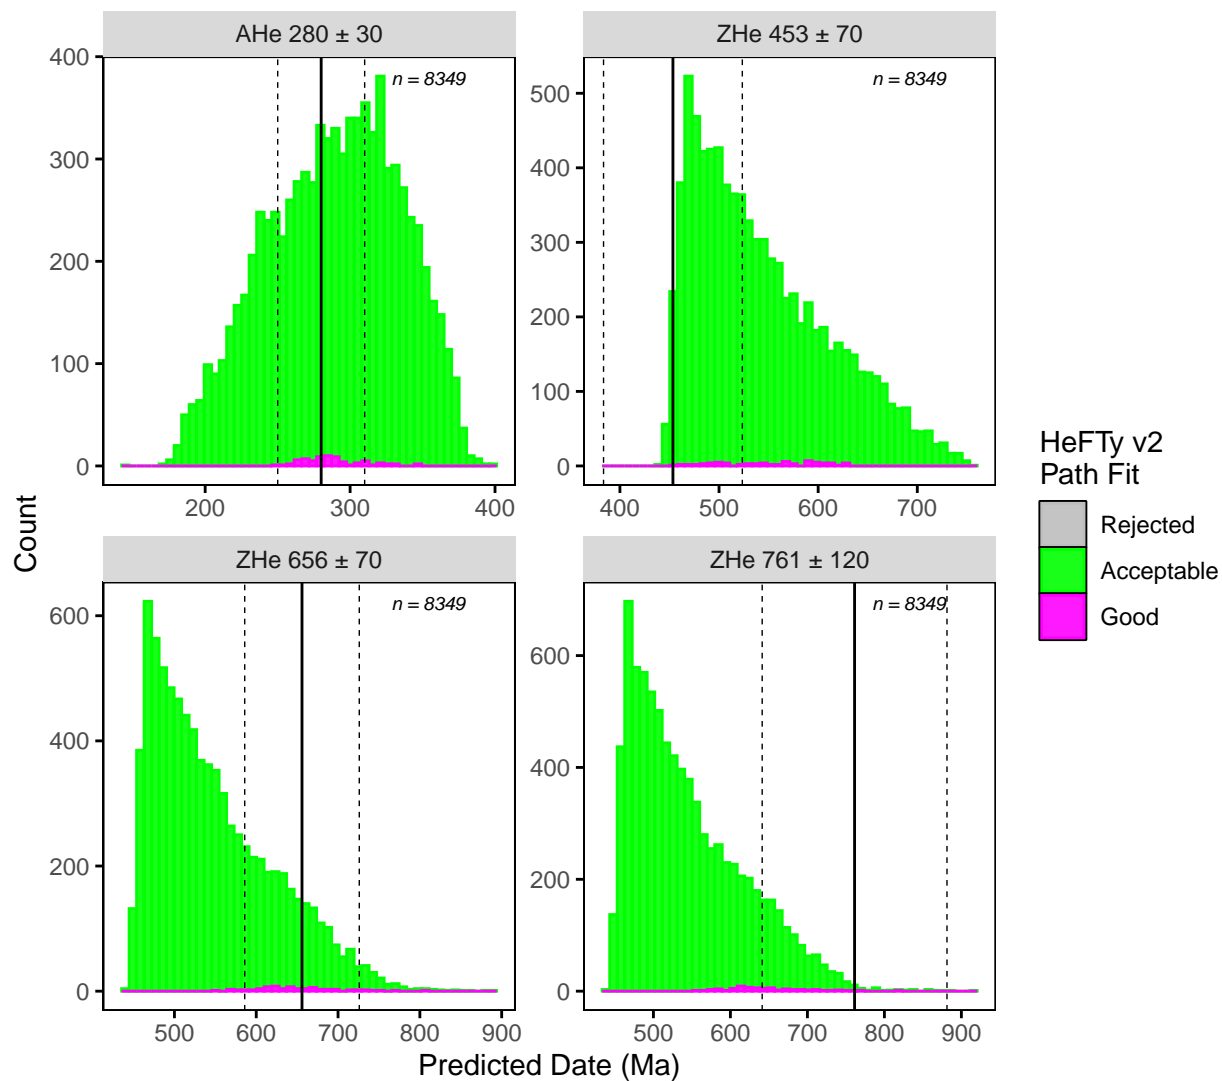 AHe 280 ± 30
ZHe 453 ± 70
n = 8349
n = 8349
400
300
200
100
0
500
400
300
200
100
0
200
300
400
400
500
600
700
ZHe 656 ± 70
ZHe 761 ± 120
n = 8349
n = 8349
600
400
200
0
600
400
200
0
500
600
700
800
900
500
600
700
800
900
Count
Predicted Date (Ma)
HeFTy v2
Path Fit
Rejected
Acceptable
Good